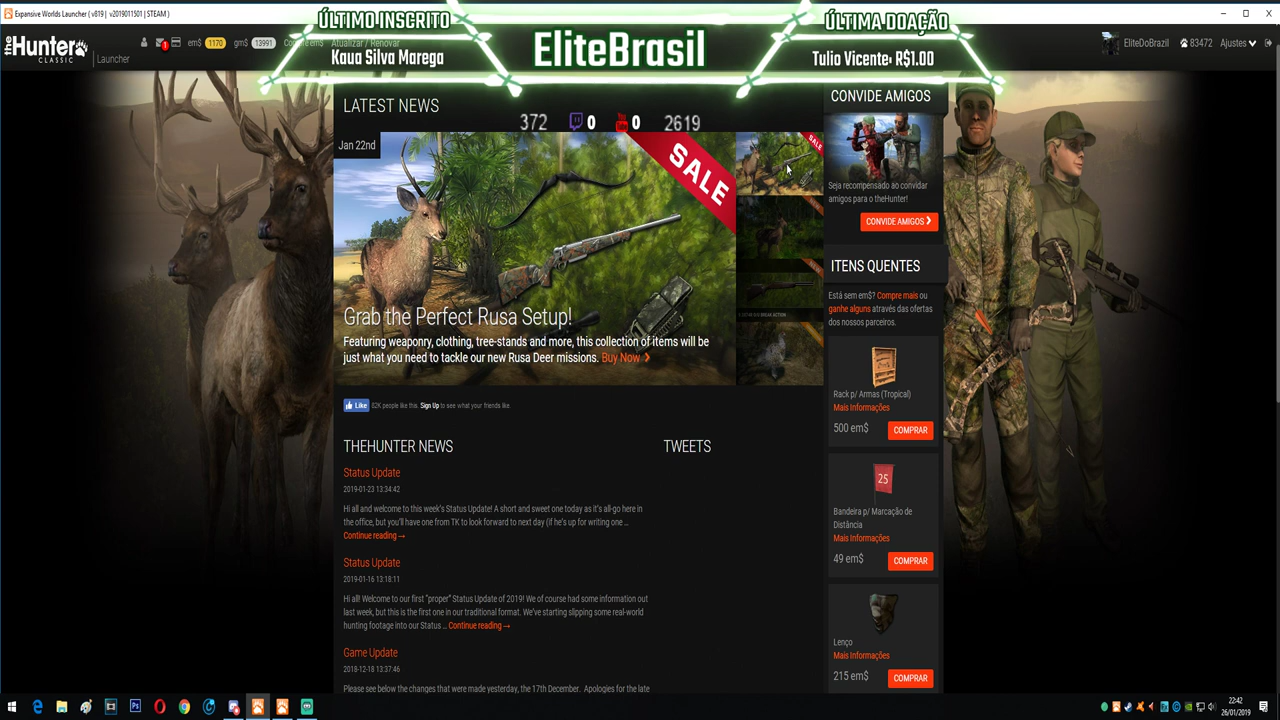 Expansive Worlds Launcher ( v819 | v2019011501 | STEAM )
ÚLTIMO INSCRITO
Kaua Silva Marega
EliteBrasil
ÚLTIMA DOAÇÃO
Tulio Vicente: R$1.00
theHunter
CLASSIC
Launcher
1
em$ 1170 gm$ 13991
Atualizar / Renovar
EliteDoBrazil
83472
Ajustes
LATEST NEWS
372 0 0 2619
Jan 22nd
SALE
SALE
Grab the Perfect Rusa Setup!
Featuring weaponry, clothing, tree-stands and more, this collection of items will be
just what you need to tackle our new Rusa Deer missions. Buy Now
Like
82K people like this. Sign Up to see what your friends like.
THEHUNTER NEWS
Status Update
2019-01-23 13:34:42
Hi all and welcome to this week's Status Update! A short and sweet one today as it's all-go here in
the office, but you'll have one from TK to look forward to next day (if he's up for writing one ...
Continue reading →
Status Update
2019-01-16 13:18:11
Hi all! Welcome to our first "proper" Status Update of 2019! We of course had some information out
last week, but this is the first one in our traditional format. We've starting slipping some real-world
hunting footage into our Status ... Continue reading →
Game Update
2018-12-18 13:37:46
Please see below the changes that were made yesterday, the 17th December. Apologies for the late
TWEETS
CONVIDE AMIGOS
Seja recompensado ao convidar
amigos para o theHunter!
CONVIDE AMIGOS
ITENS QUENTES
Está sem em$? Compre mais ou
ganhe alguns através das ofertas
dos nossos parceiros.
Rack p/ Armas (Tropical)
Mais Informações
500 em$
COMPRAR
25
Bandeira p/ Marcação de
Distância
Mais Informações
49 em$
COMPRAR
Lenço
Mais Informações
215 em$
COMPRAR
22:42
26/01/2019